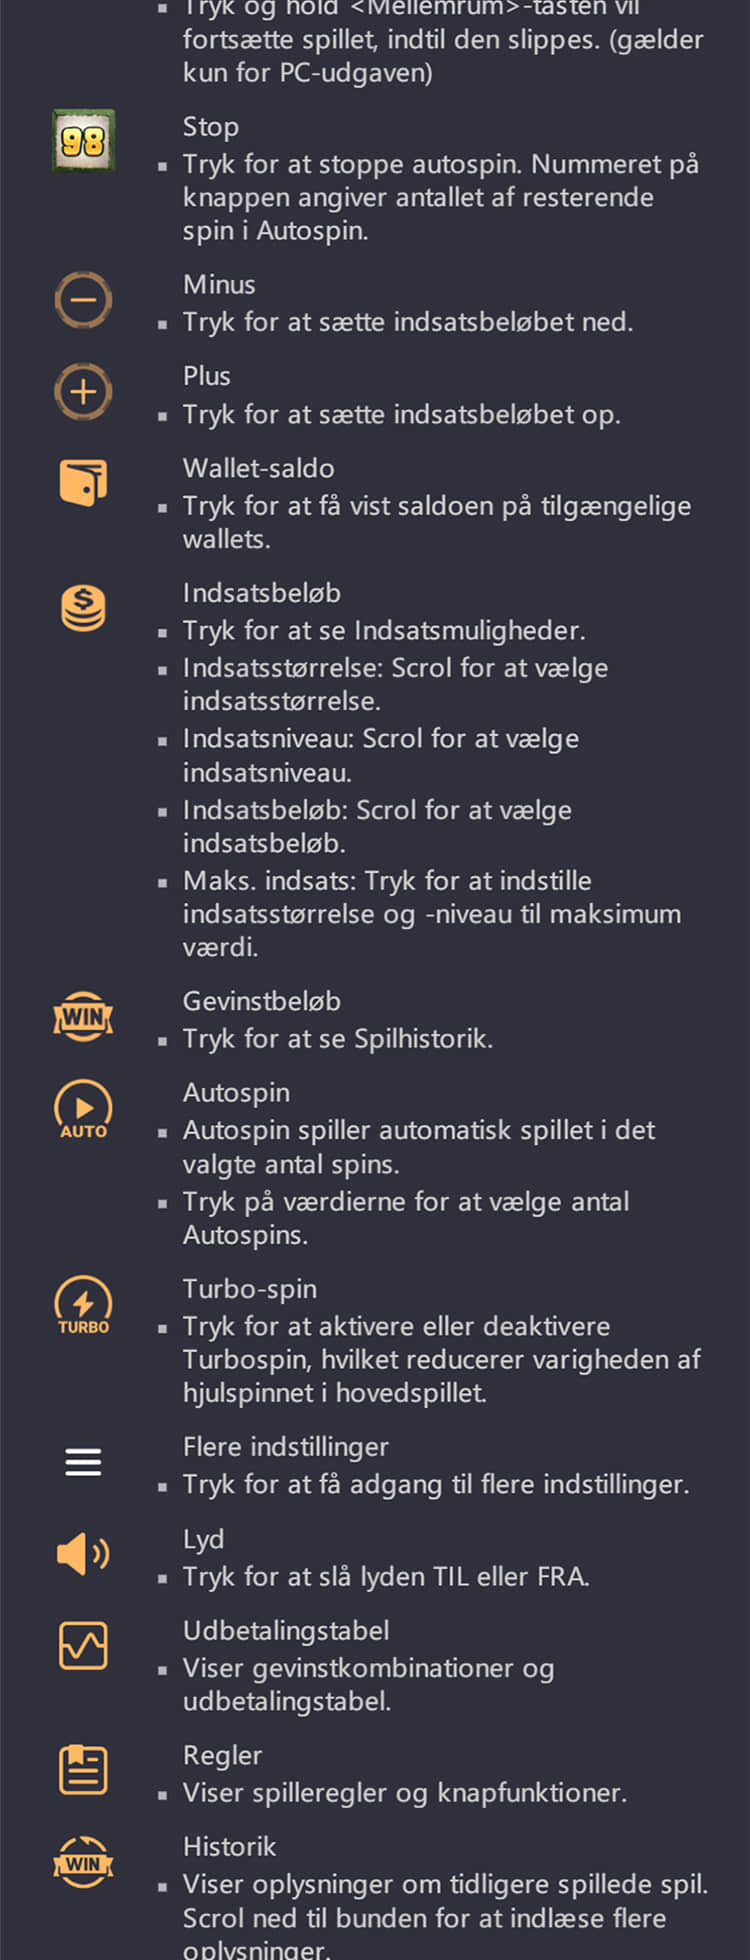 Tryk og hold <Mellemrum>-tasten vil
fortsætte spillet, indtil den slippes. (gælder
kun for PC-udgaven)
98
Stop
Tryk for at stoppe autospin. Nummeret på
knappen angiver antallet af resterende
spin i Autospin.
Minus
Tryk for at sætte indsatsbeløbet ned.
Plus
Tryk for at sætte indsatsbeløbet op.
Wallet-saldo
Tryk for at få vist saldoen på tilgængelige
wallets.
$
Indsatsbeløb
Tryk for at se Indsatsmuligheder.
Indsatsstørrelse: Scrol for at vælge
indsatsstørrelse.
Indsatsniveau: Scrol for at vælge
indsatsniveau.
Indsatsbeløb: Scrol for at vælge
indsatsbeløb.
Maks. indsats: Tryk for at indstille
indsatsstørrelse og -niveau til maksimum
værdi.
WIN
Gevinstbeløb
Tryk for at se Spilhistorik.
AUTO
Autospin
Autospin spiller automatisk spillet i det
valgte antal spins.
Tryk på værdierne for at vælge antal
Autospins.
TURBO
Turbo-spin
Tryk for at aktivere eller deaktivere
Turbospin, hvilket reducerer varigheden af
hjulspinnet i hovedspillet.
Flere indstillinger
Tryk for at få adgang til flere indstillinger.
Lyd
Tryk for at slå lyden TIL eller FRA.
Udbetalingstabel
Viser gevinstkombinationer og
udbetalingstabel.
Regler
Viser spilleregler og knapfunktioner.
WIN
Historik
Viser oplysninger om tidligere spillede spil.
Scrol ned til bunden for at indlæse flere
oplysninger.